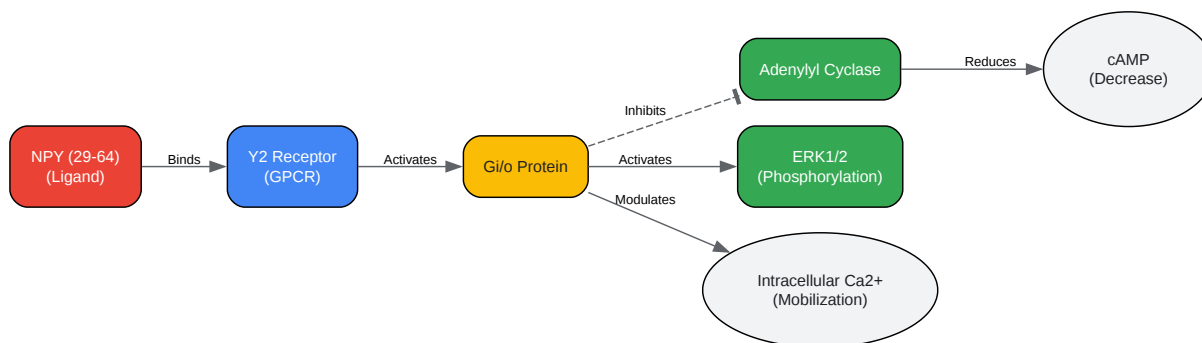 NPY (29-64)
(Ligand)
Binds
Y2 Receptor
(GPCR)
Activates
Gi/o Protein
Inhibits
Adenylyl Cyclase
Reduces
cAMP
(Decrease)
Activates
ERK1/2
(Phosphorylation)
Modulates
Intracellular Ca2+
(Mobilization)